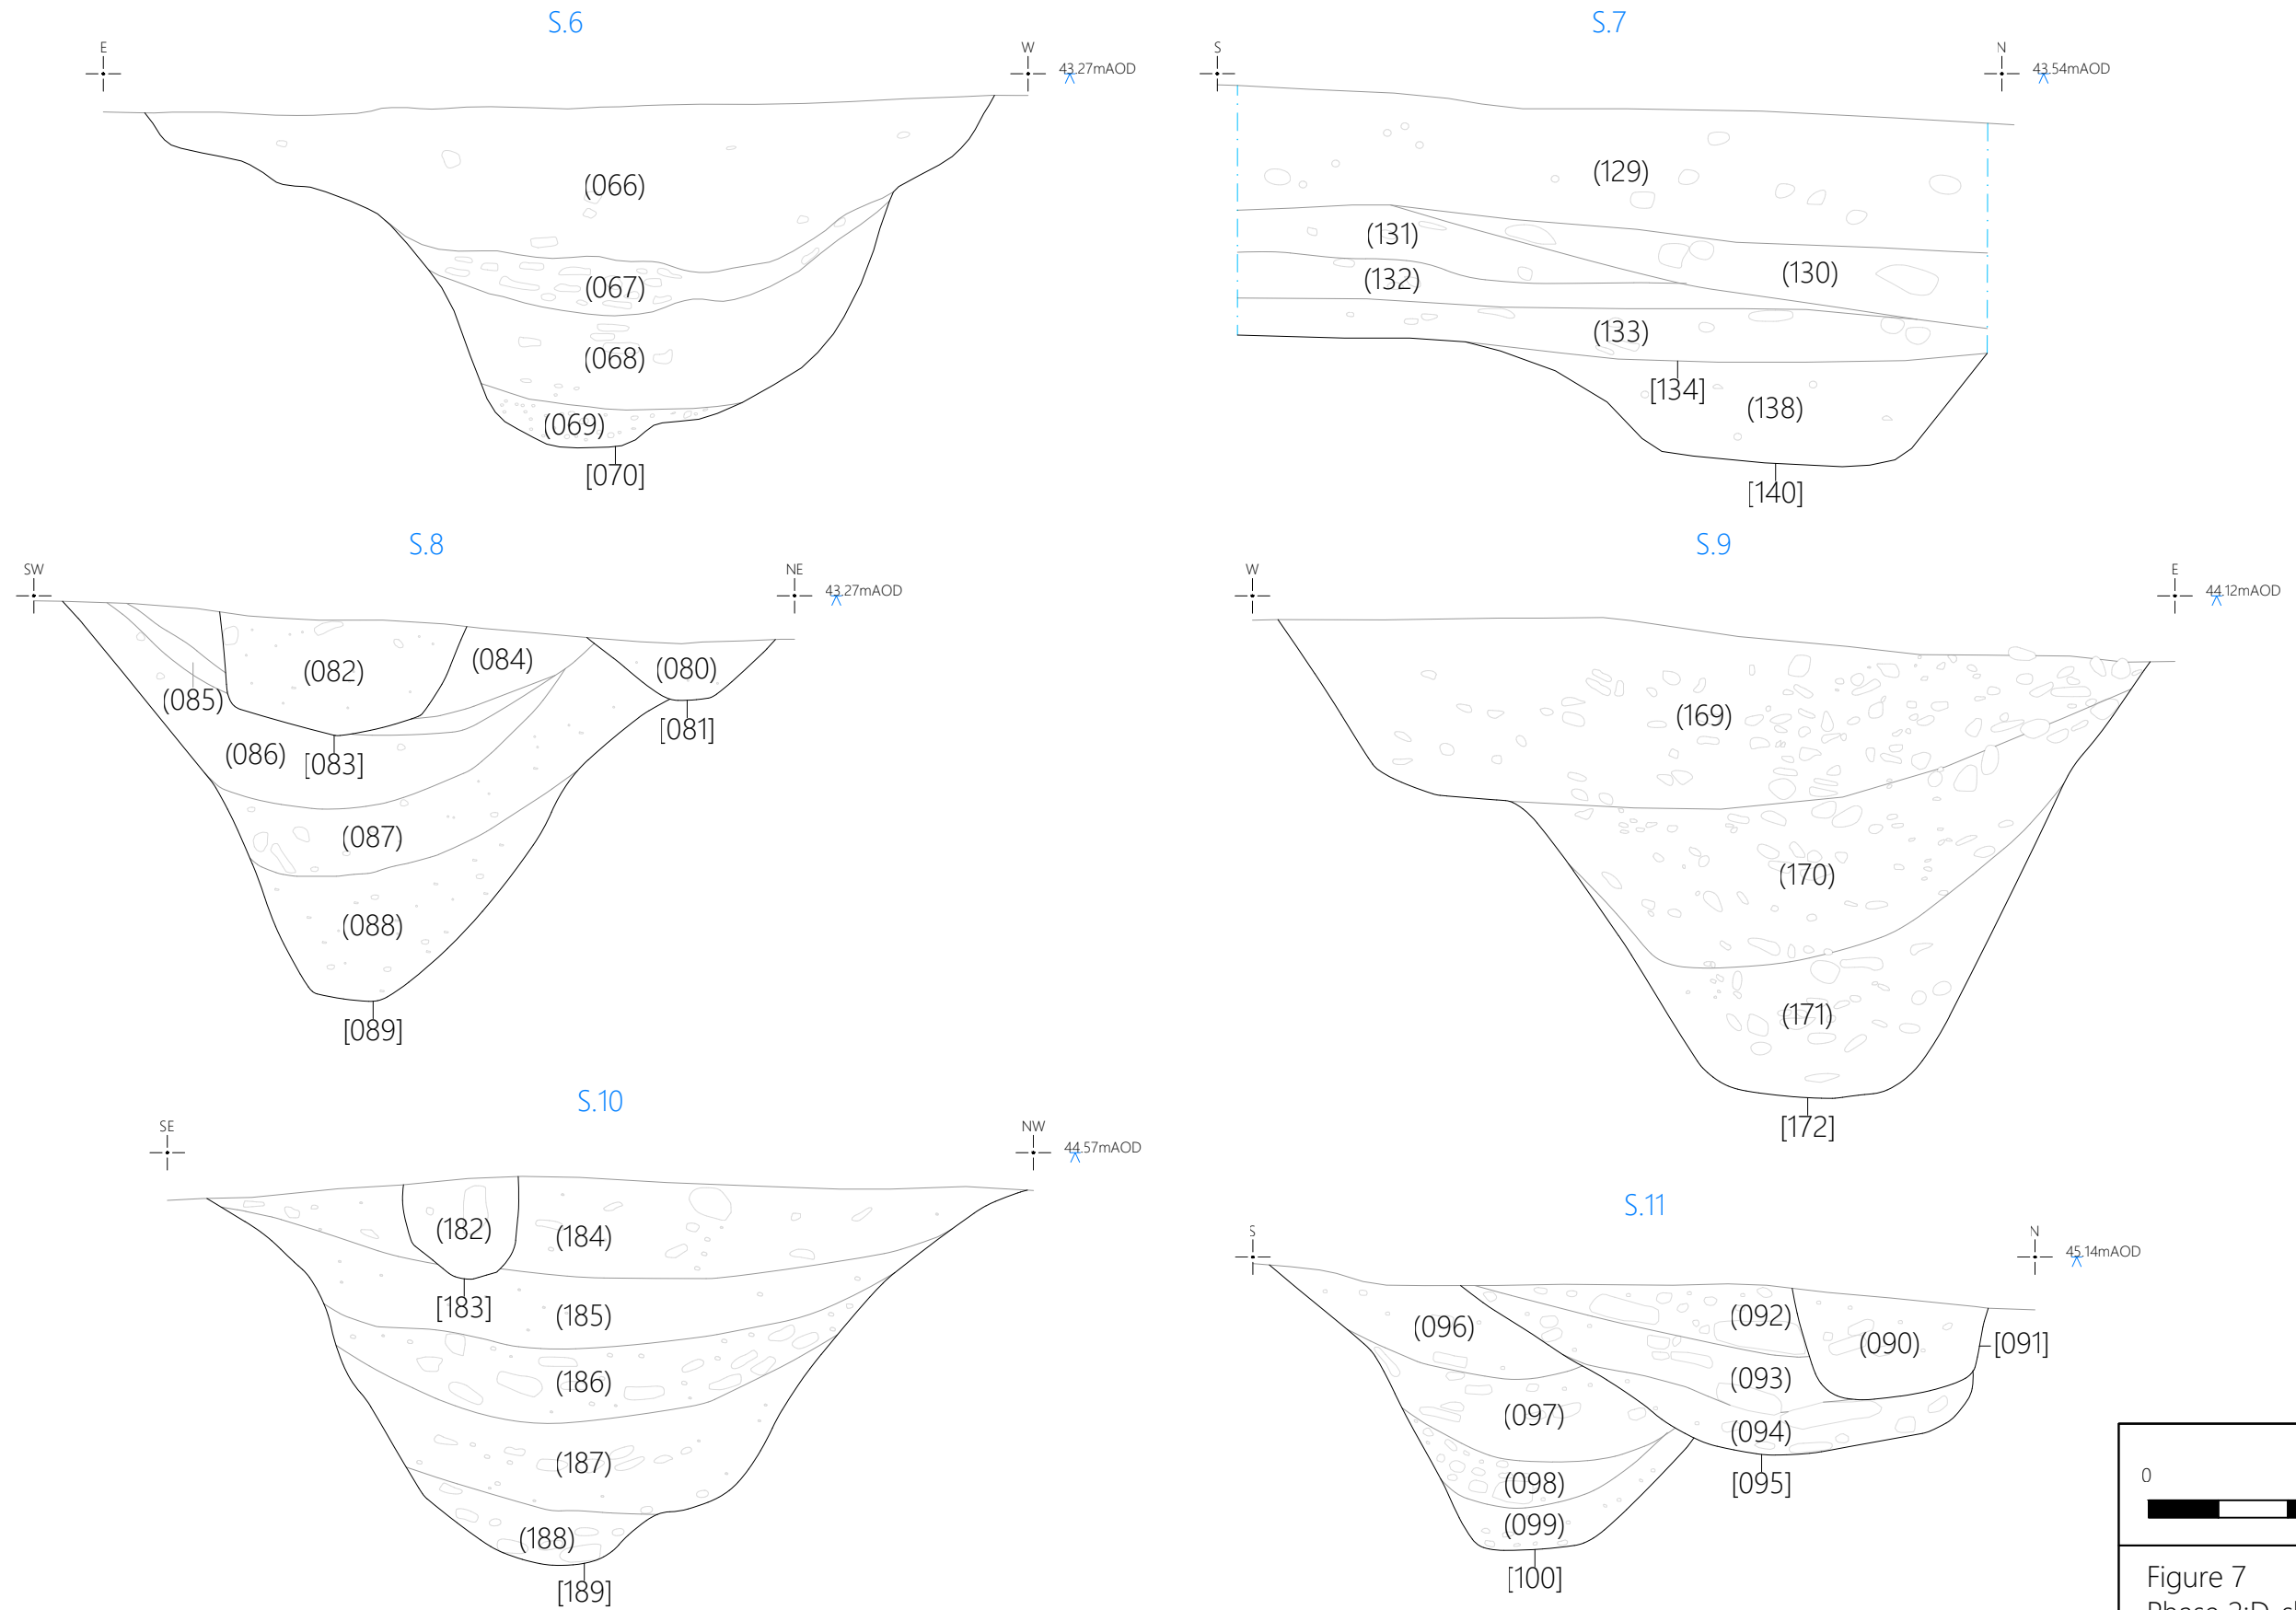 S.6
E
W
43.27mAOD
(066)
(067)
(068)
(069)
[070]
S.7
S
N
43.54mAOD
(129)
(131)
(130)
(132)
(133)
[134]
(138)
[140]
S.8
SW
NE
43.27mAOD
(082)
(084)
(080)
(085)
[081]
(086)
[083]
(087)
(088)
[089]
S.9
W
E
44.12mAOD
(169)
(170)
(171)
[172]
S.10
SE
NW
44.57mAOD
(182)
(184)
[183]
(185)
(186)
(187)
(188)
[189]
S.11
S
N
45.14mAOD
(096)
(092)
(090)
[091]
(093)
(097)
(094)
(098)
[095]
(099)
[100]
0
Figure 7